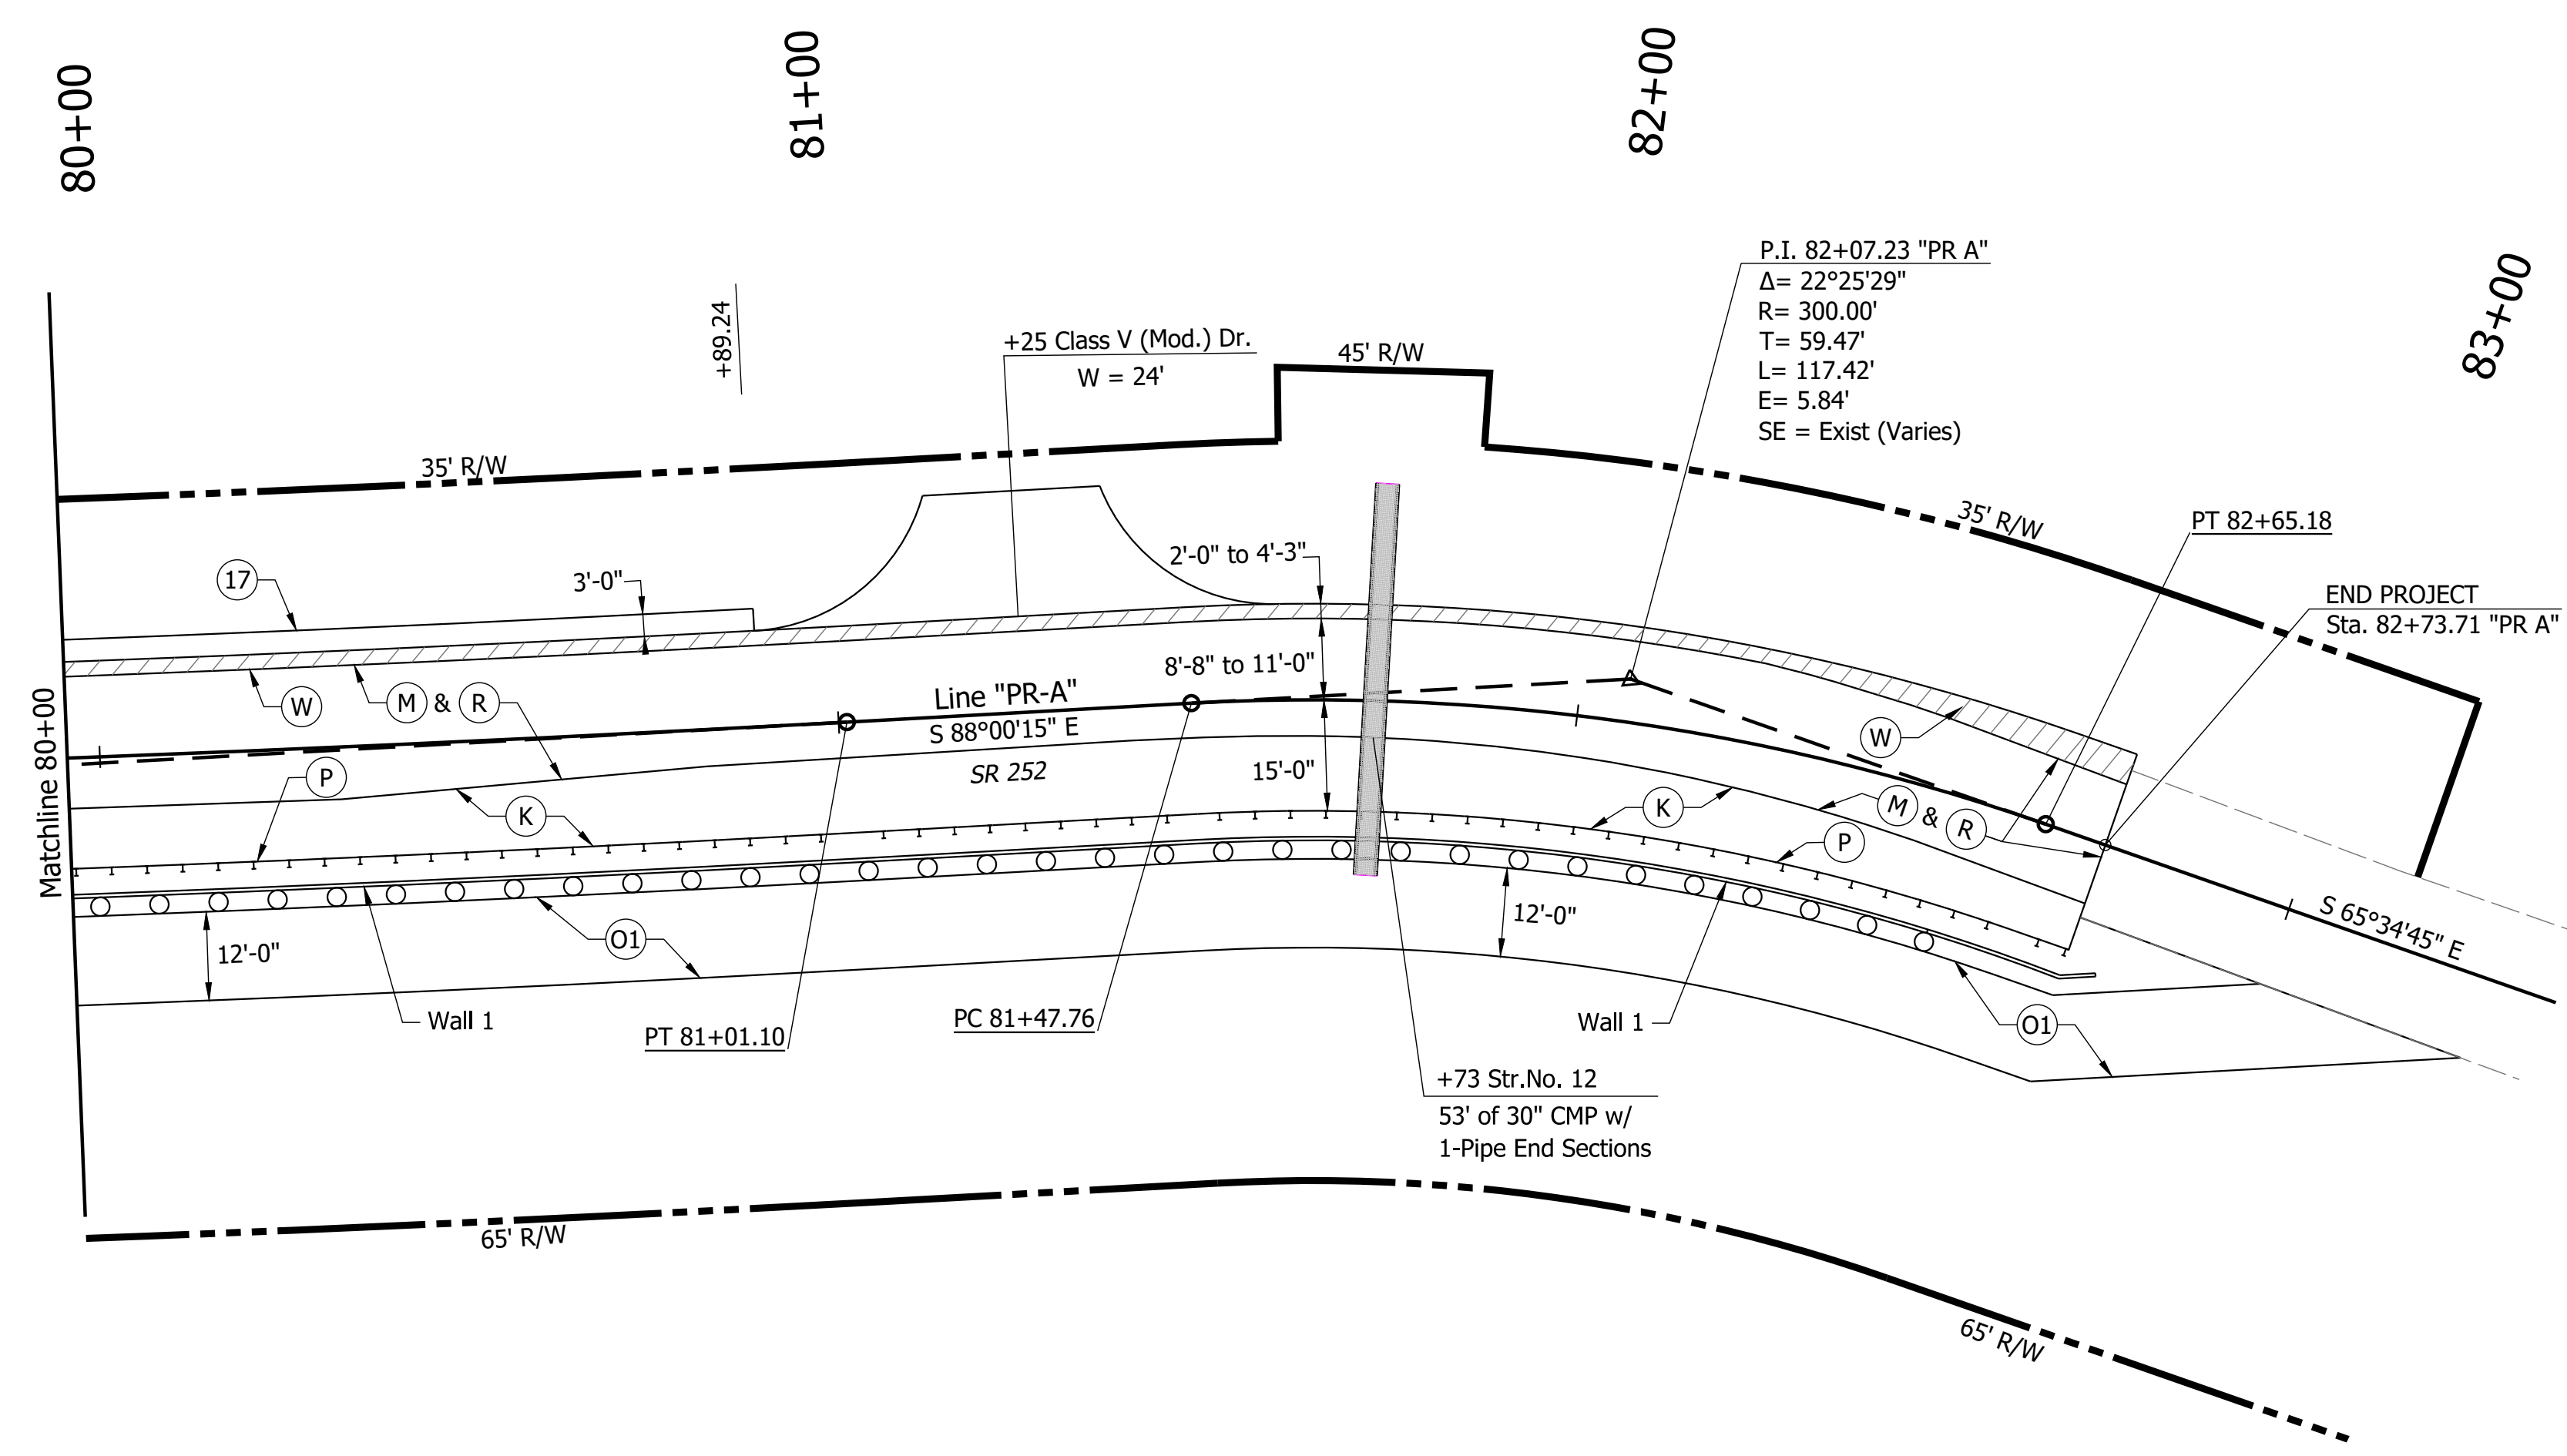 80+00
81+00
82+00
83+00
P.I. 82+07.23 "PR A"
Δ= 22°25'29"
R= 300.00'
T= 59.47'
L= 117.42'
E= 5.84'
SE = Exist (Varies)
+89.24
+25 Class V (Mod.) Dr.
W = 24'
45' R/W
35' R/W
35' R/W
PT 82+65.18
END PROJECT
Sta. 82+73.71 "PR A"
17
3'-0"
2'-0" to 4'-3"
8'-8" to 11'-0"
W
M & R
Line "PR-A"
S 88°00'15" E
SR 252
15'-0"
P
K
W
K
M & R
P
Matchline 80+00
12'-0"
O1
12'-0"
S 65°34'45" E
Wall 1
PT 81+01.10
PC 81+47.76
Wall 1
O1
+73 Str.No. 12
53' of 30" CMP w/
1-Pipe End Sections
65' R/W
65' R/W